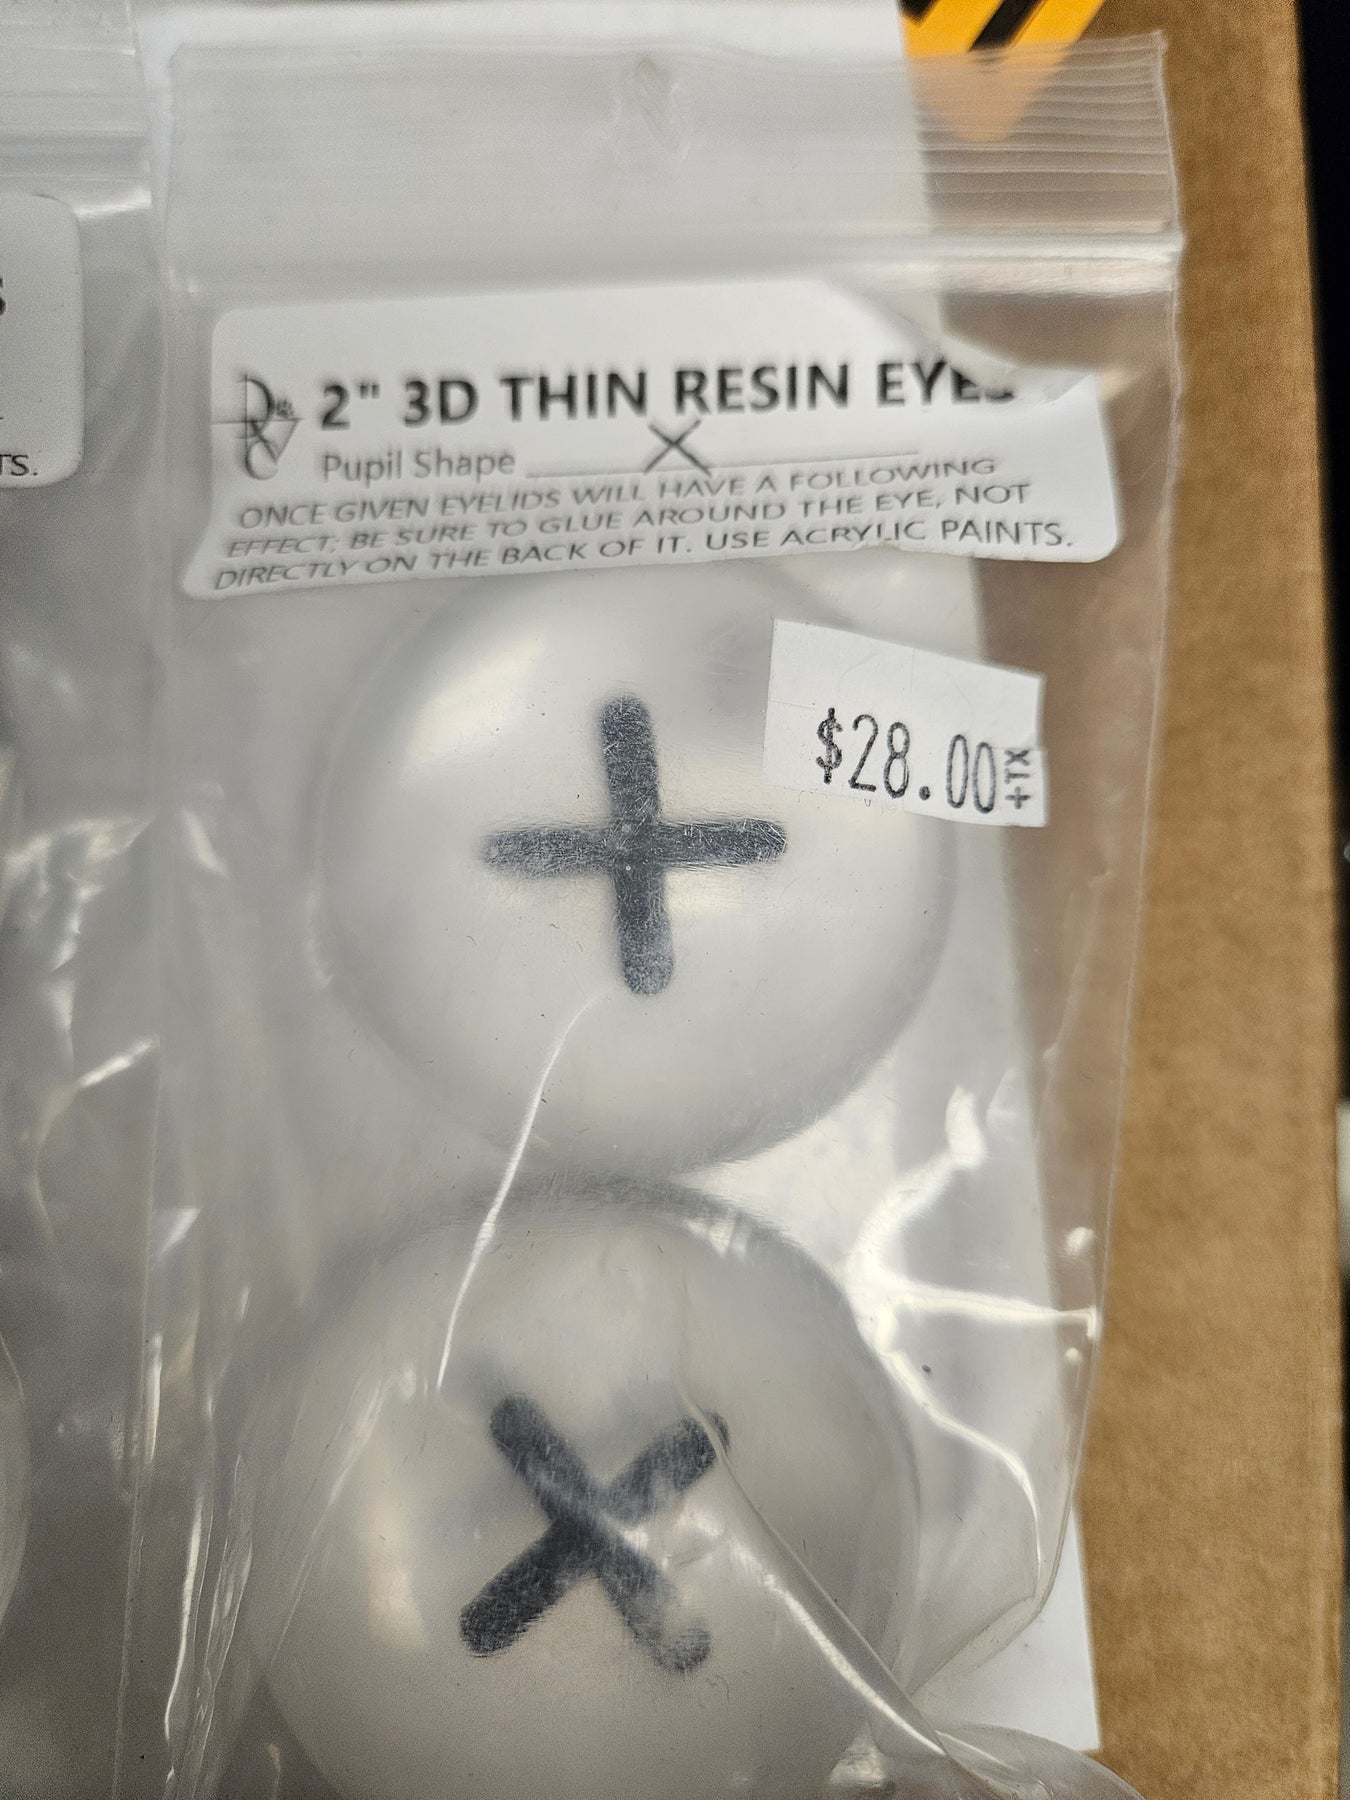 2" 3D THIN RESIN EYES
Pupil Shape X
ONCE GIVEN EYELIDS WILL HAVE A FOLLOWING
EFFECT; BE SURE TO GLUE AROUND THE EYE, NOT
DIRECTLY ON THE BACK OF IT. USE ACRYLIC PAINTS.
$28.00 +TX
TS.